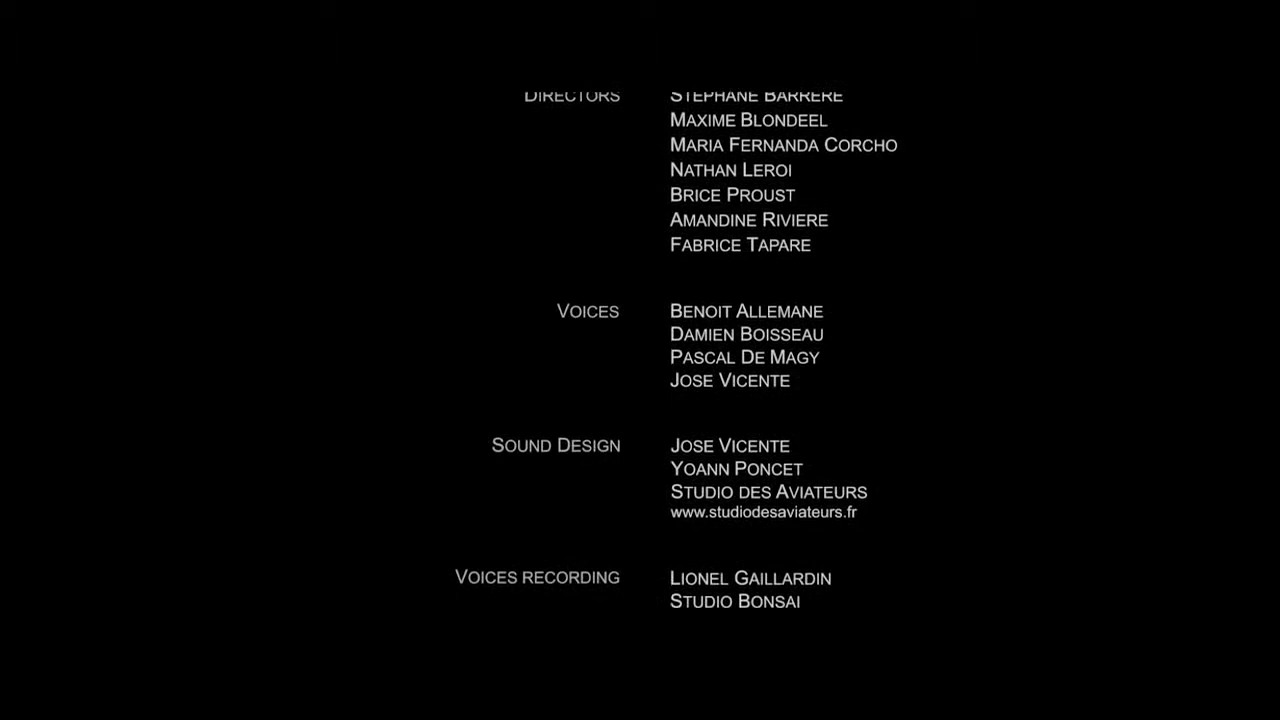 DIRECTORS STEPHANE BARRERE
MAXIME BLONDEEL
MARIA FERNANDA CORCHO
NATHAN LEROI
BRICE PROUST
AMANDINE RIVIERE
FABRICE TAPARE
VOICES BENOIT ALLEMANE
DAMIEN BOISSEAU
PASCAL DE MAGY
JOSE VICENTE
SOUND DESIGN JOSE VICENTE
YOANN PONCET
STUDIO DES AVIATEURS
www.studiodesaviateurs.fr
VOICES RECORDING LIONEL GAILLARDIN
STUDIO BONSAI